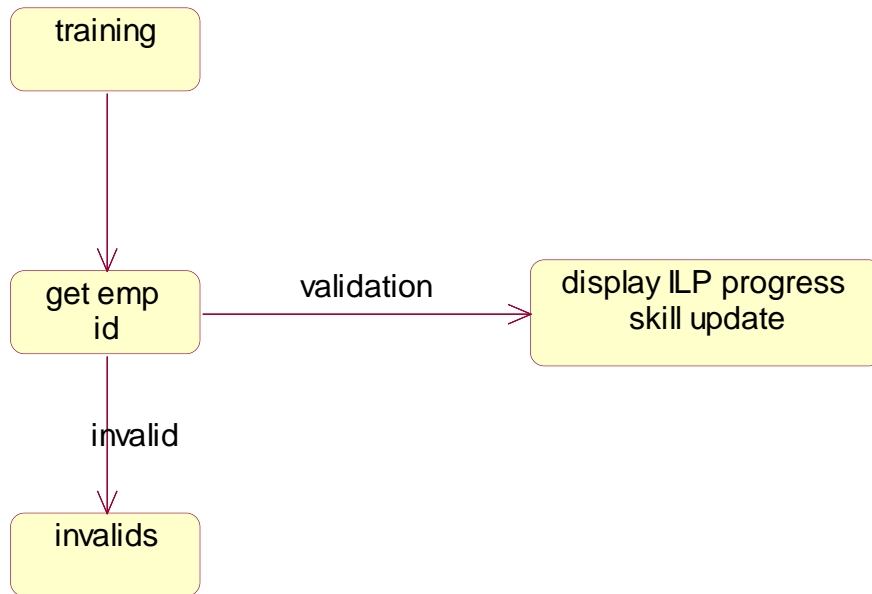 training
get emp
id
validation
display ILP progress
skill update
invalid
invalids